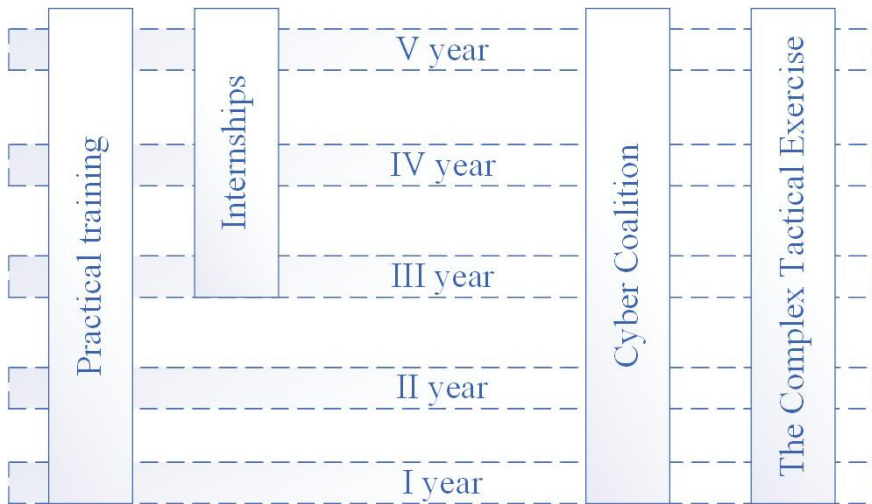 V year
IV year
III year
II year
I year
Practical training
Internships
Cyber Coalition
The Complex Tactical Exercise